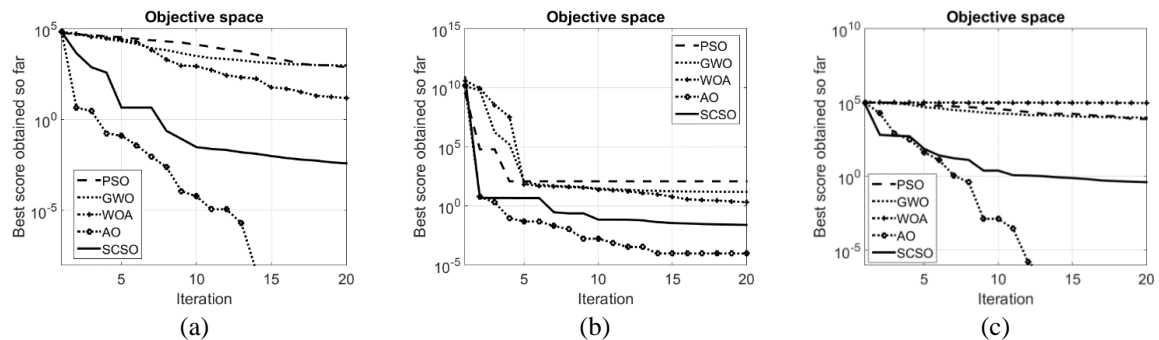 Objective space
Best score obtained so far
10^5
10^0
10^-5
PSO
GWO
WOA
AO
SCSO
5
10
15
20
Iteration
(a)
Objective space
Best score obtained so far
10^15
10^10
10^5
10^0
10^-5
PSO
GWO
WOA
AO
SCSO
5
10
15
20
Iteration
(b)
Objective space
Best score obtained so far
10^10
10^5
10^0
10^-5
PSO
GWO
WOA
AO
SCSO
5
10
15
20
Iteration
(c)